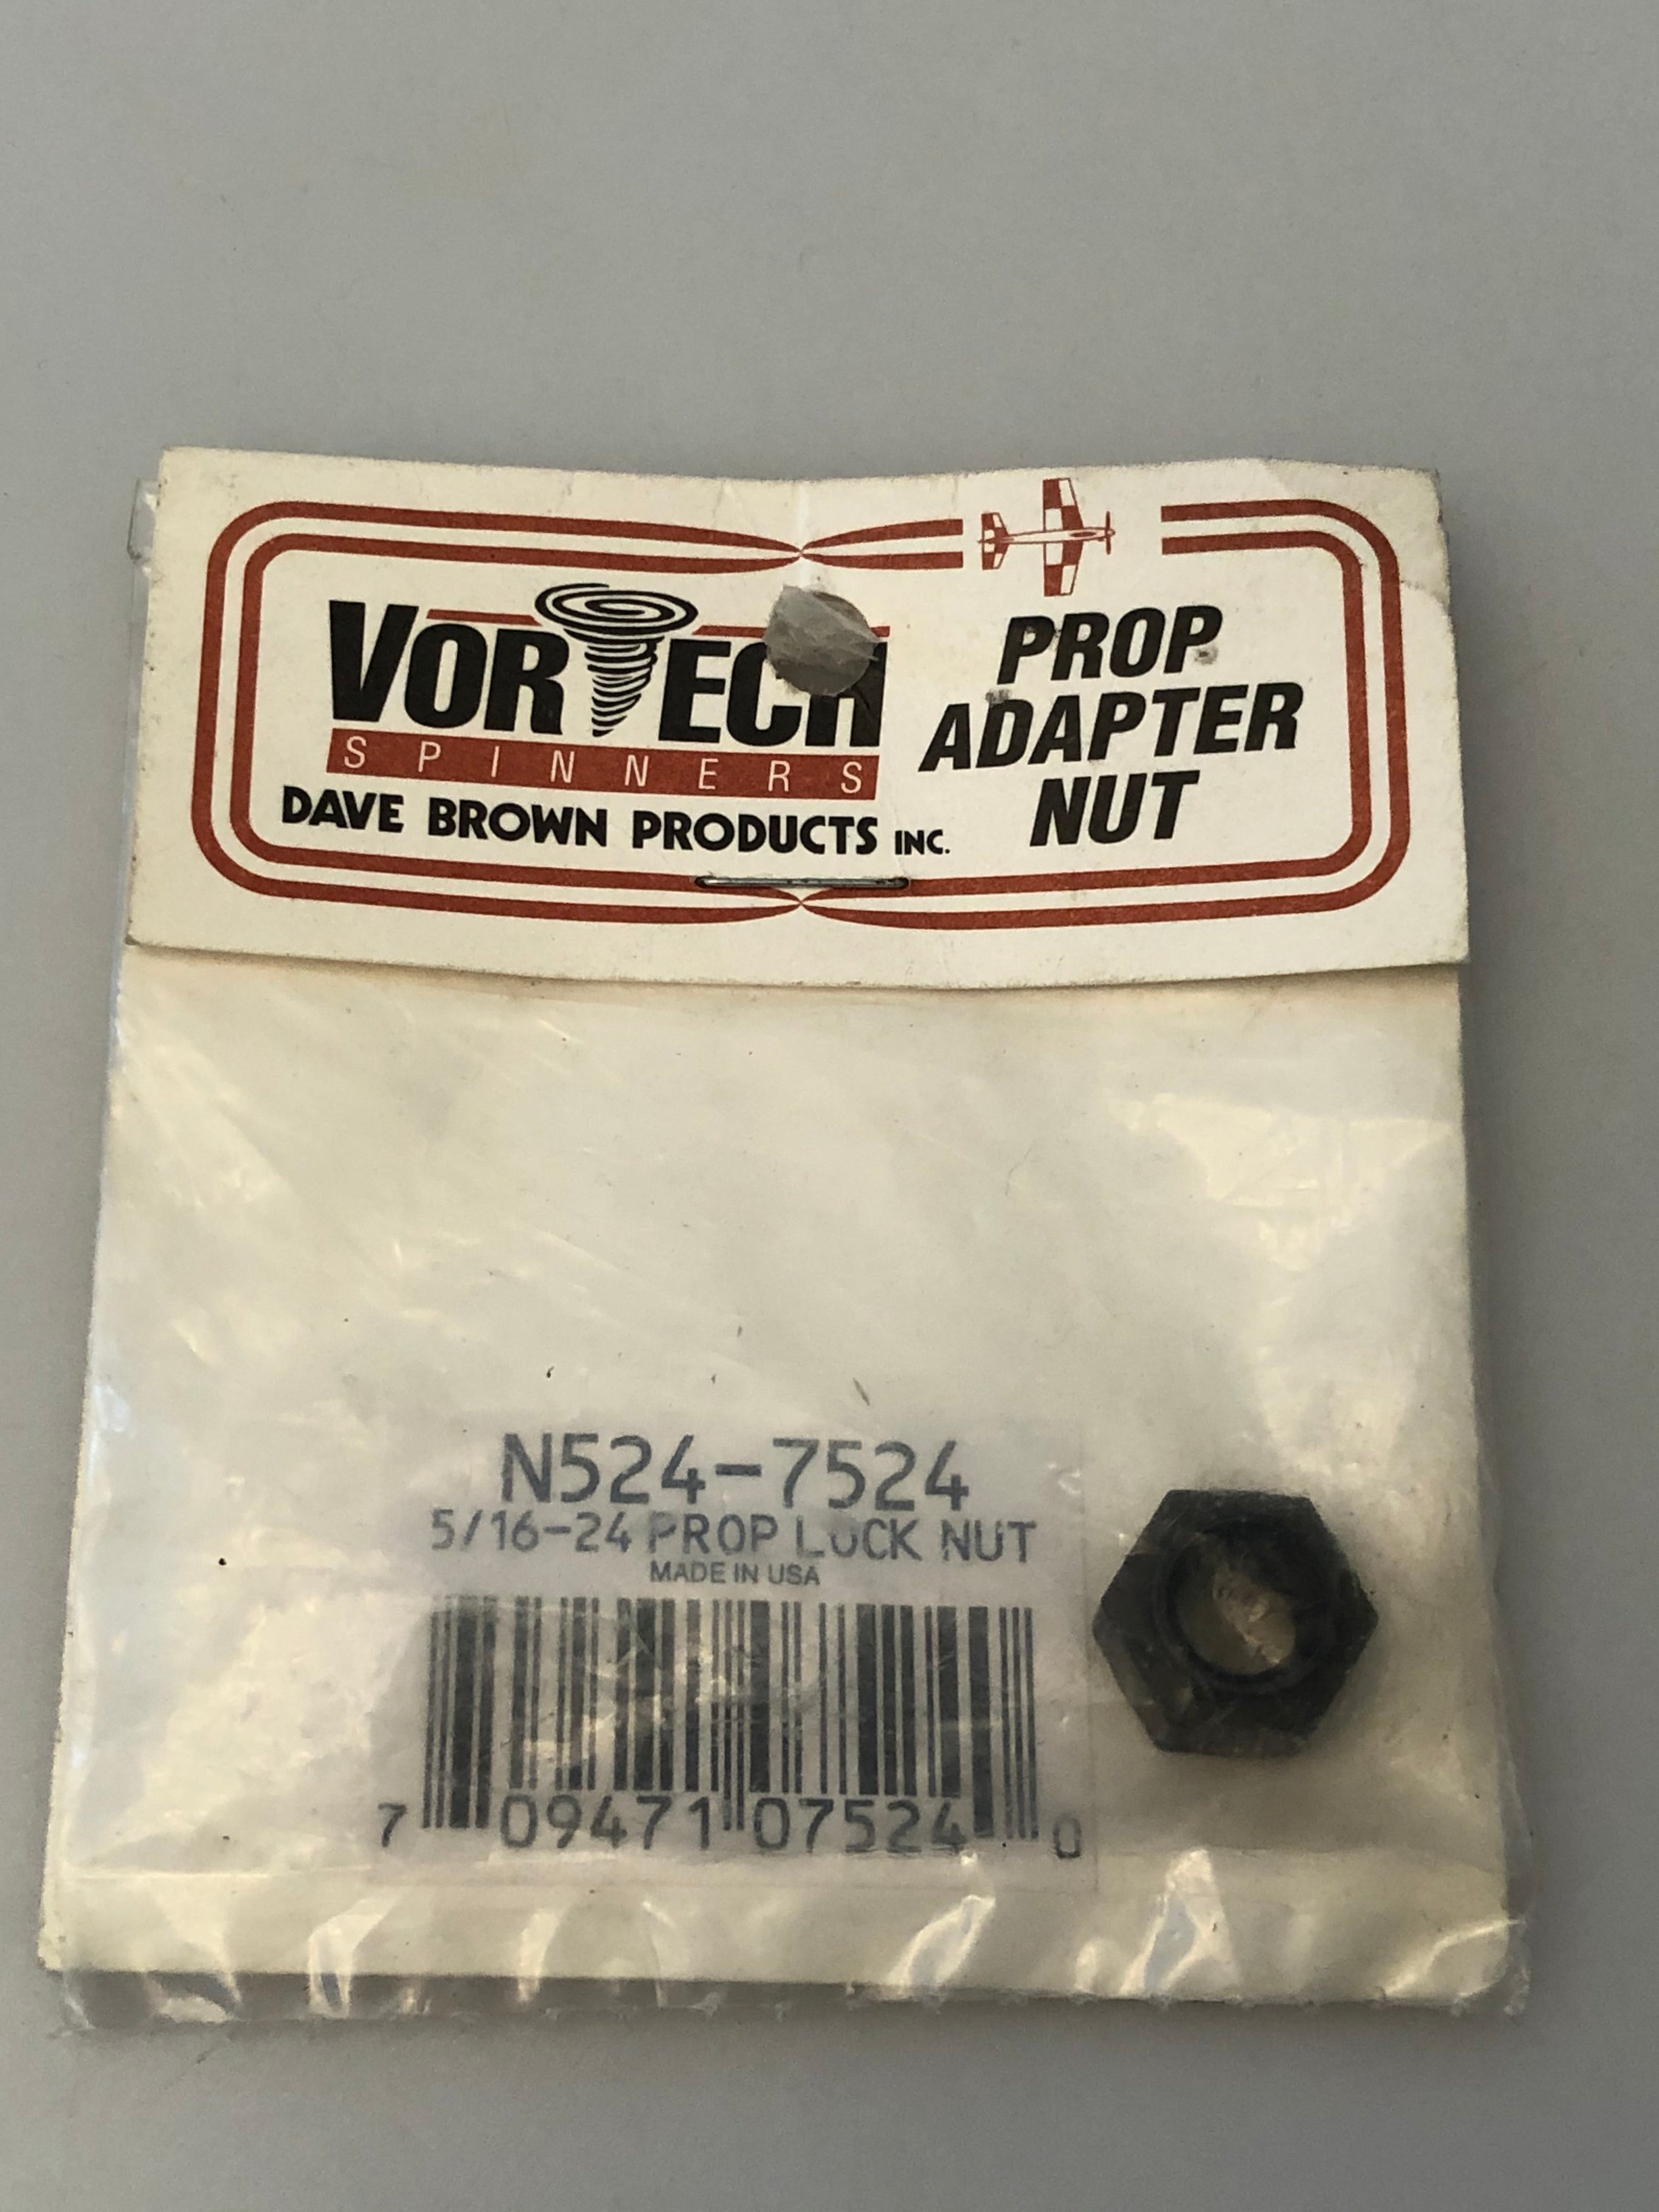 VORTECH
SPINNERS
DAVE BROWN PRODUCTS INC.
PROP
ADAPTER
NUT
N524-7524
5/16-24 PROP LOCK NUT
MADE IN USA
7 09471 07524 0